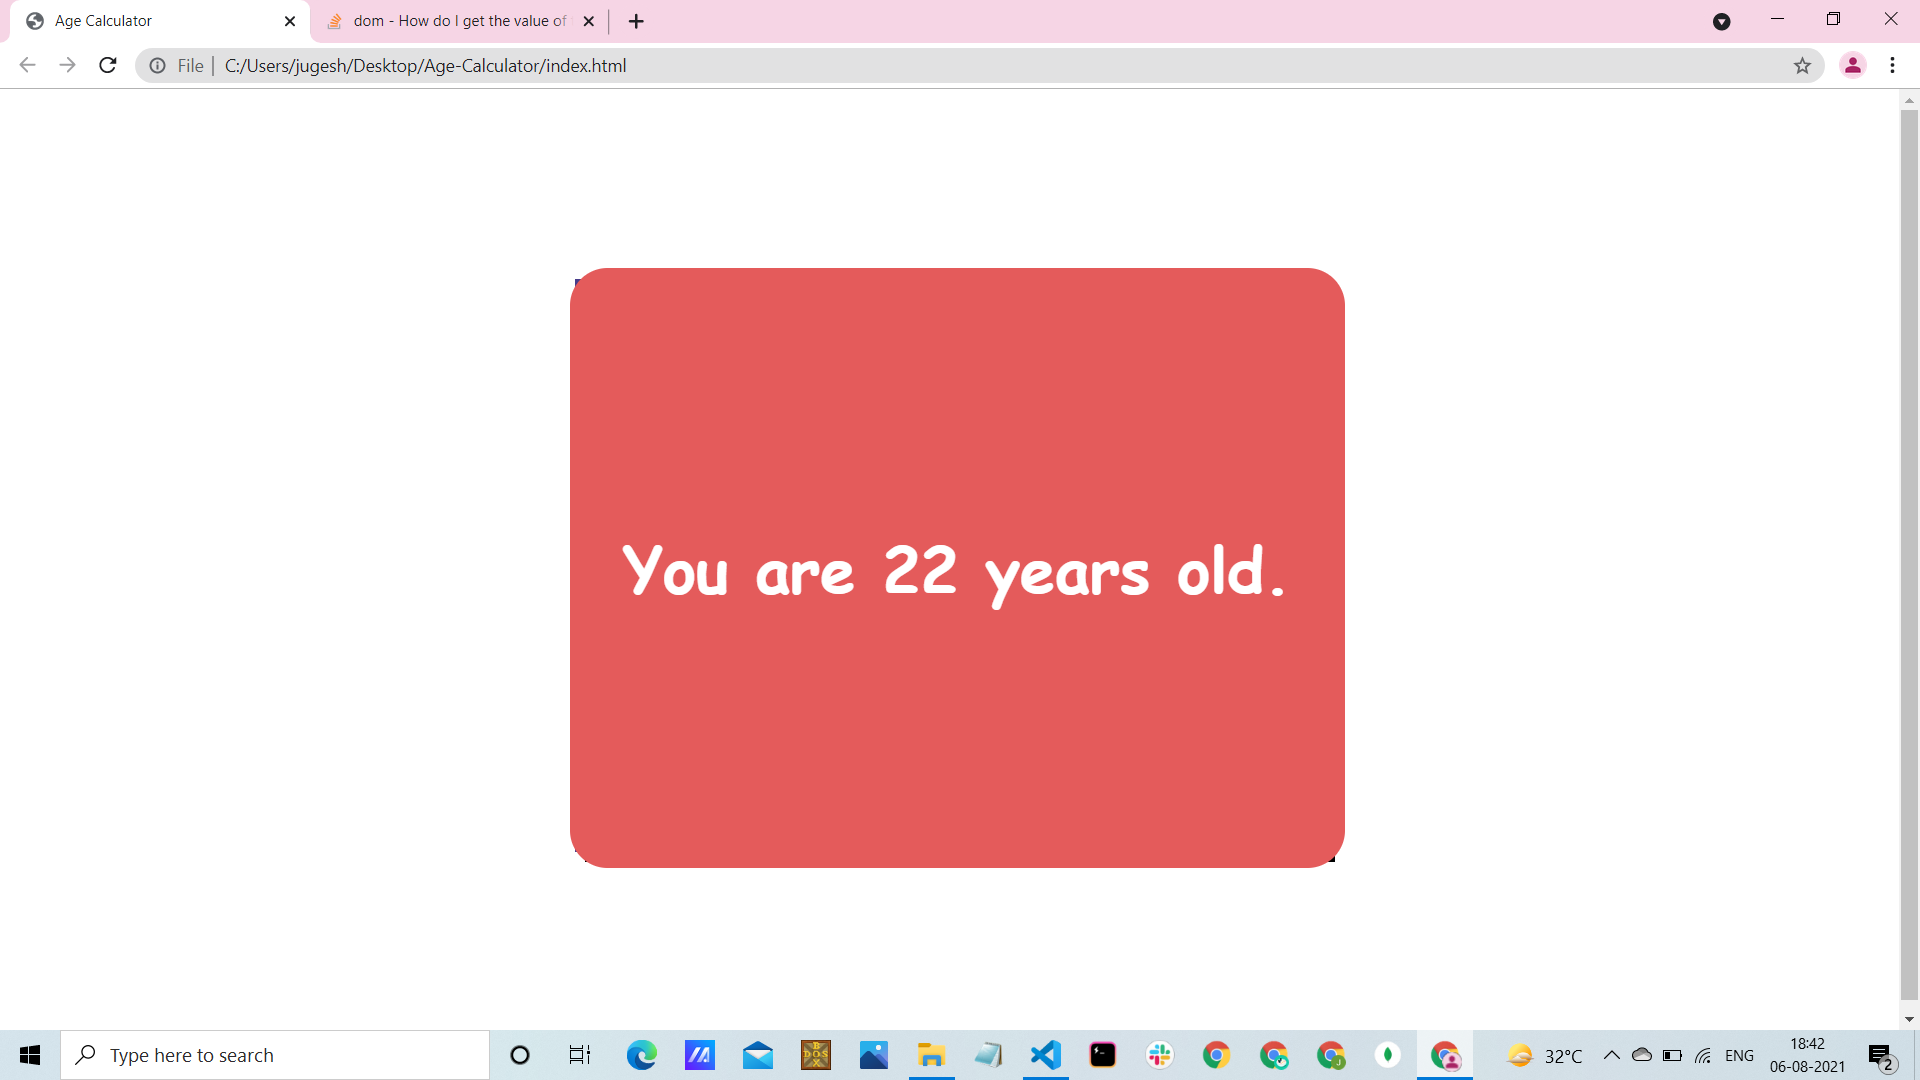 Age Calculator
dom - How do I get the value of
File
C:/Users/jugesh/Desktop/Age-Calculator/index.html
You are 22 years old.
Type here to search
32°C
ENG
18:42
06-08-2021
2